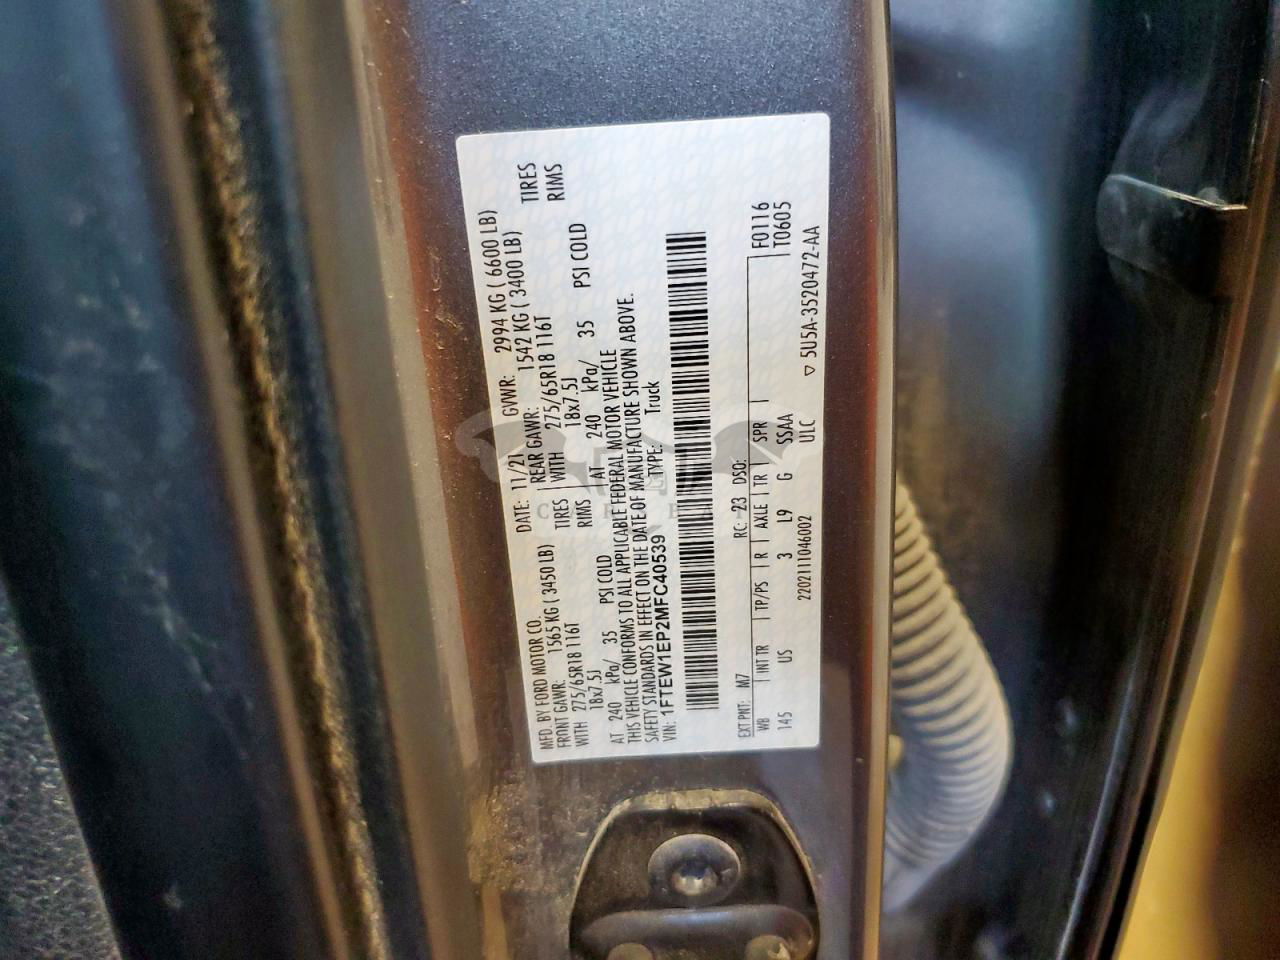 MFD. BY FORD MOTOR CO. DATE: 11/21 GVWR: 2994 KG ( 6600 LB)
FRONT GAWR: 1565 KG ( 3450 LB) REAR GAWR: 1542 KG ( 3400 LB)
WITH 275/65R18 116T TIRES WITH 275/65R18 116T TIRES
18x7.5J RIMS 18x7.5J RIMS
AT 240 kPa/ 35 PSI COLD AT 240 kPa/ 35 PSI COLD
THIS VEHICLE CONFORMS TO ALL APPLICABLE FEDERAL MOTOR VEHICLE
SAFETY STANDARDS IN EFFECT ON THE DATE OF MANUFACTURE SHOWN ABOVE.
VIN: 1FTEW1EP2MFC40539 TYPE: Truck
F0116
T0605
EXT PNT: M7 RC: 23 DSO:
WB INT TR TP/PS R AXLE TR SPR
145 US 3 L9 G SSAA
2202111046002 ULC
▽ 5U5A-3520472-AA